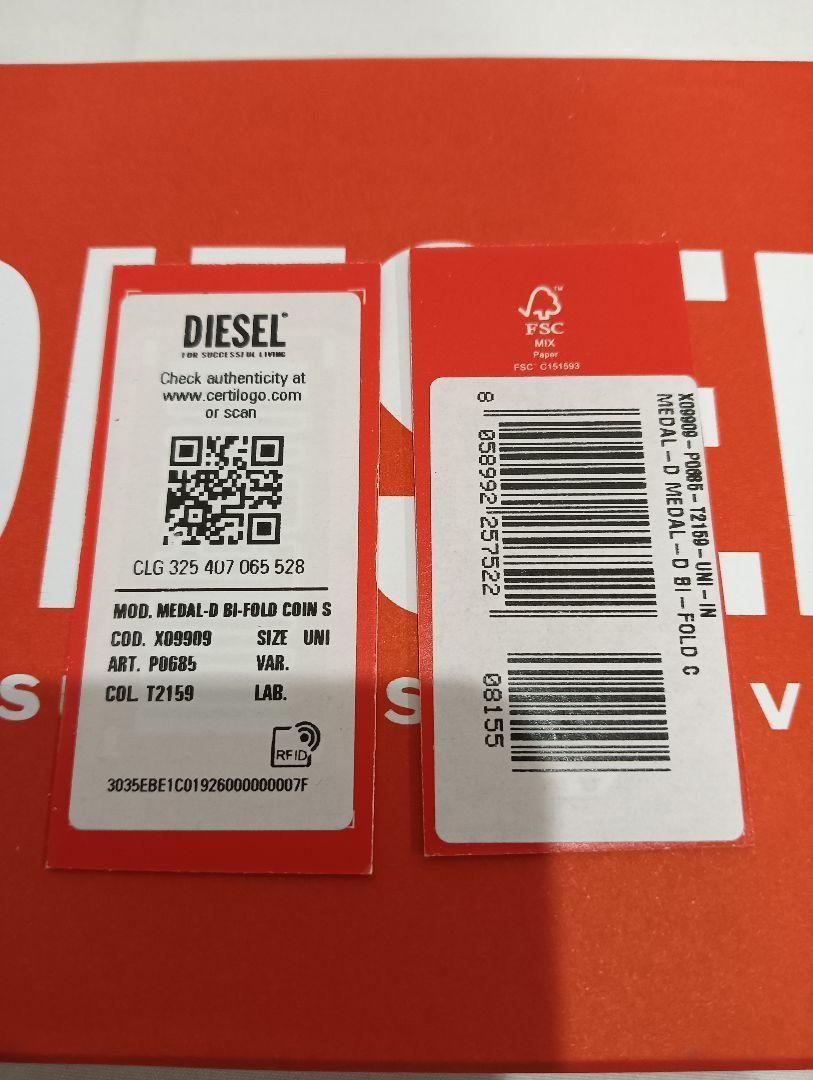 DIESEL
DIESEL®
FOR SUCCESSFUL LIVING
Check authenticity at
www.certilogo.com
or scan
CLG 325 407 065 528
MOD. MEDAL-D BI-FOLD COIN S
COD. X09909 SIZE UNI
ART. P0685 VAR.
COL. T2159 LAB.
RFID
3035EBE1C01926000000007F
FSC™
MIX
Paper
FSC® C151593
X09909-P0685-T2159-UNI-IN
MEDAL-D MEDAL-D BI-FOLD C
8 058992 257522
08155
S
S
V